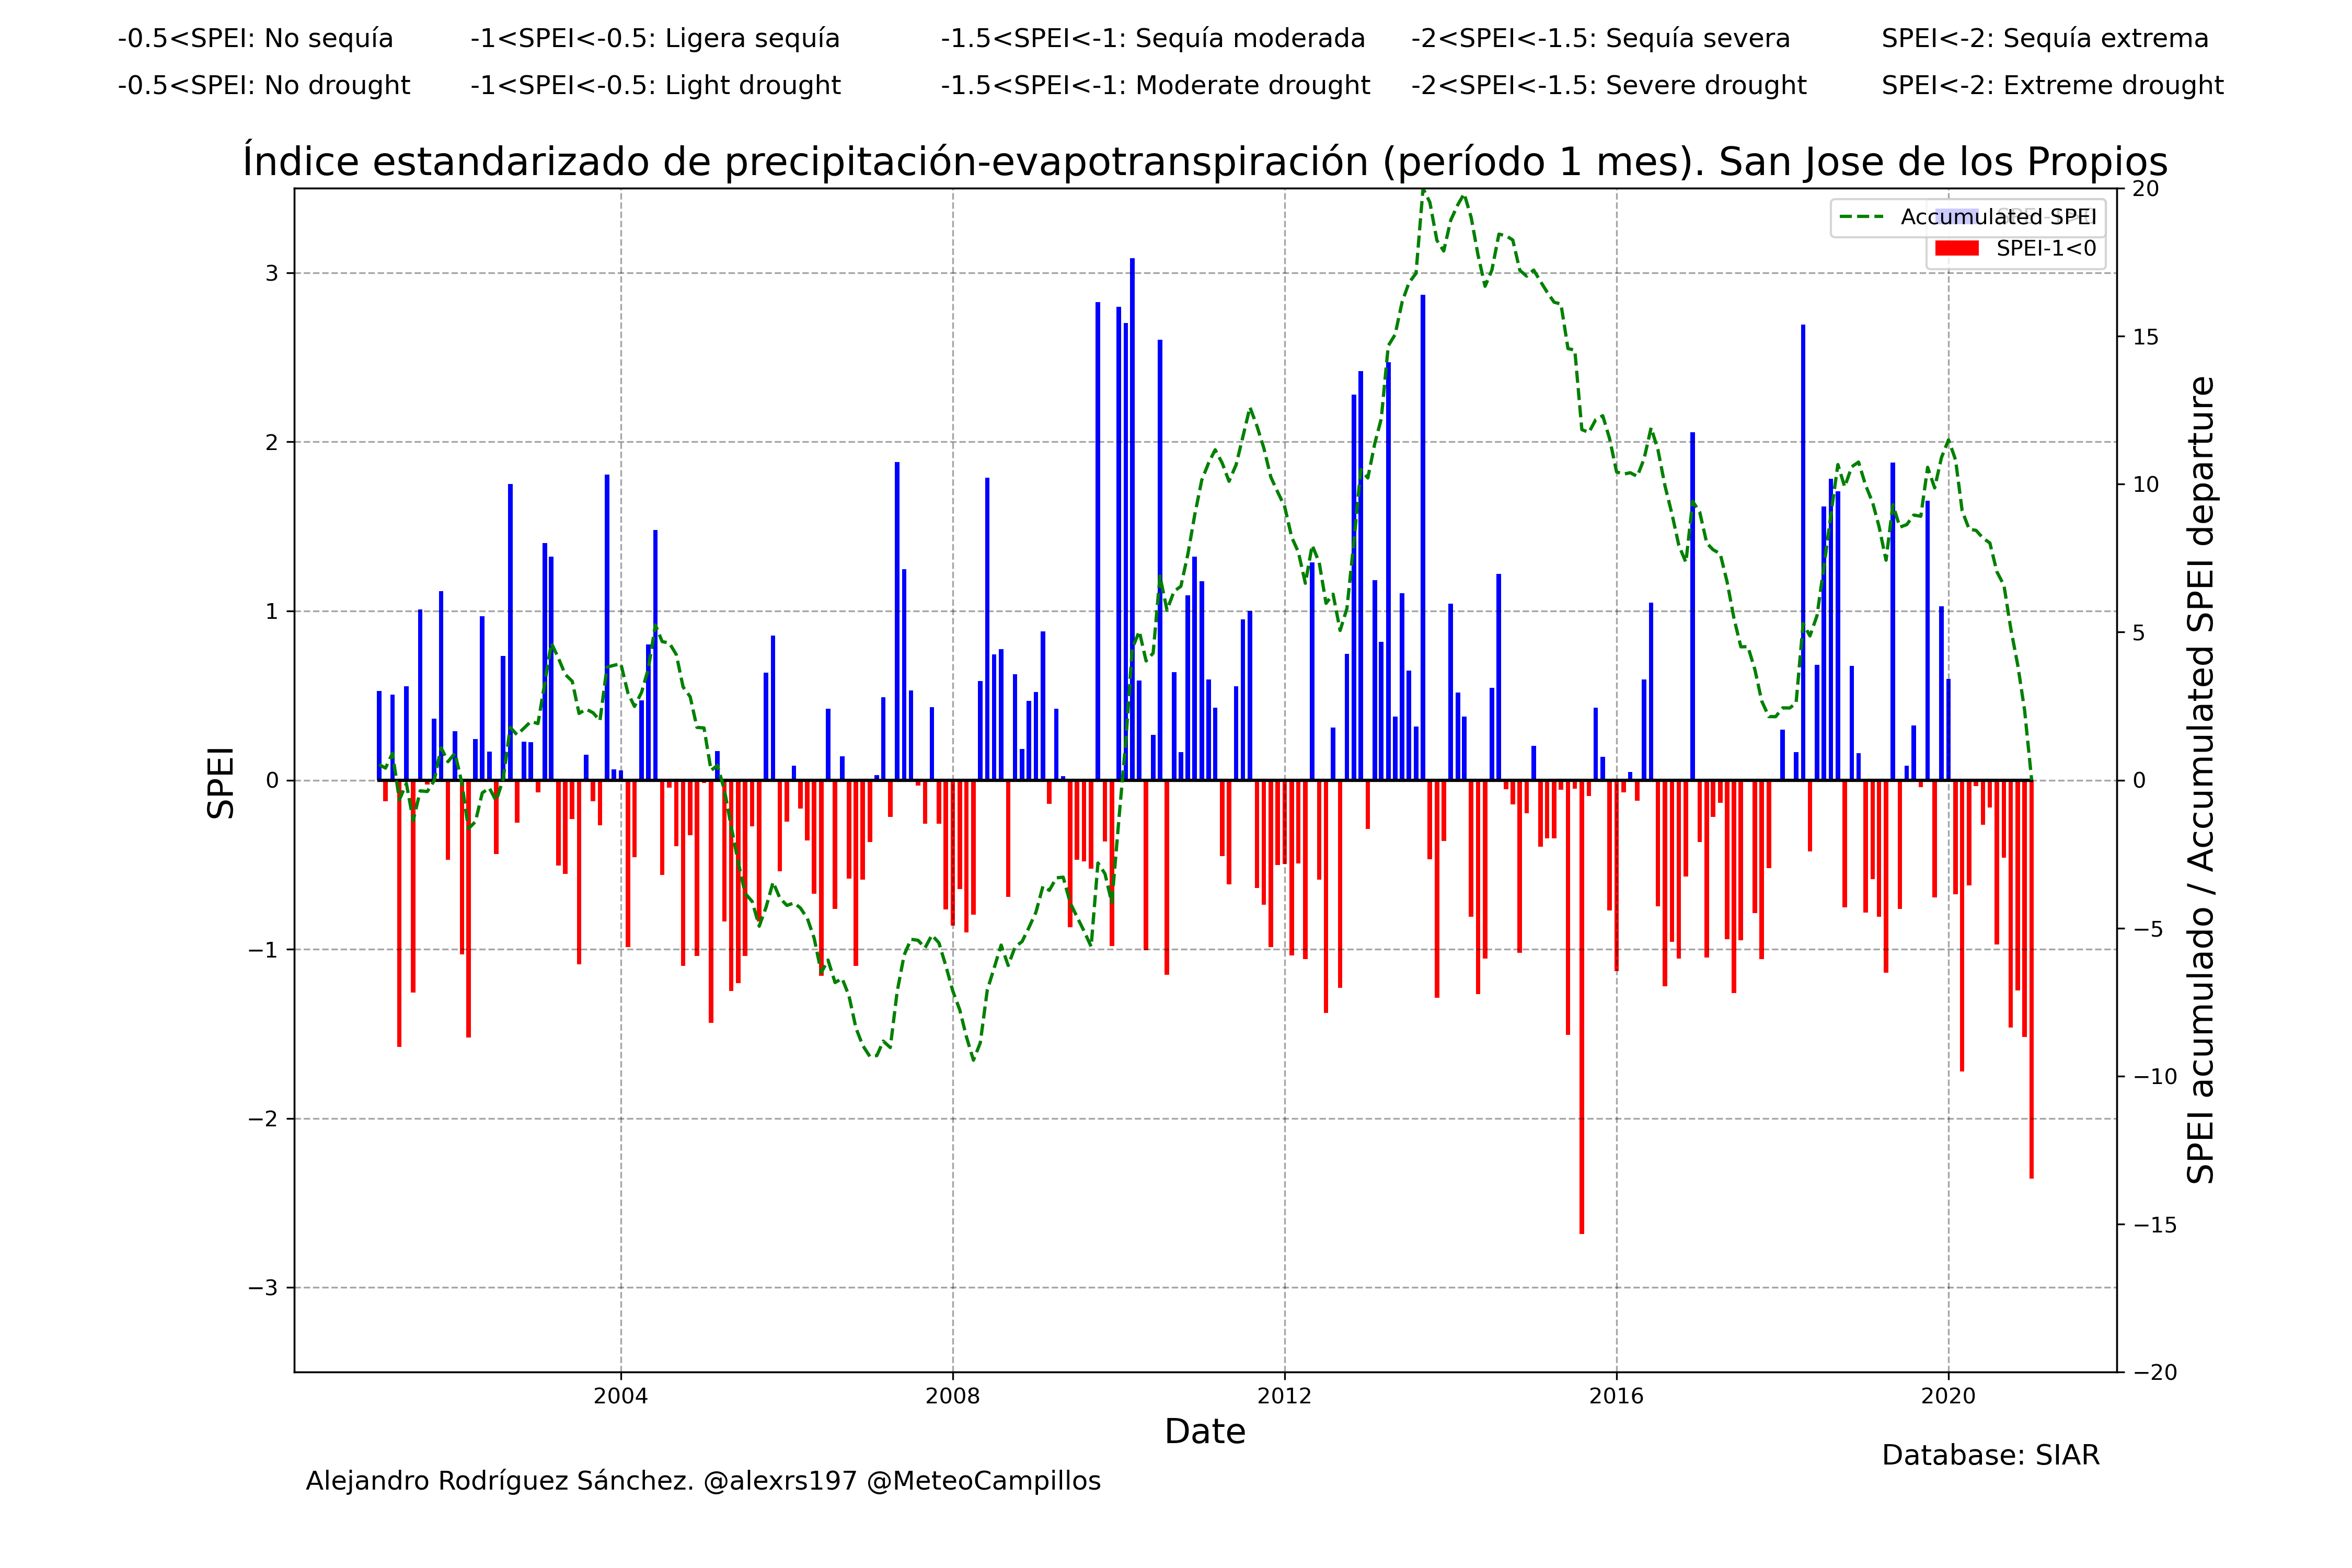 -0.5<SPEI: No sequía -1<SPEI<-0.5: Ligera sequía -1.5<SPEI<-1: Sequía moderada -2<SPEI<-1.5: Sequía severa SPEI<-2: Sequía extrema
-0.5<SPEI: No drought -1<SPEI<-0.5: Light drought -1.5<SPEI<-1: Moderate drought -2<SPEI<-1.5: Severe drought SPEI<-2: Extreme drought
Índice estandarizado de precipitación-evapotranspiración (período 1 mes). San Jose de los Propios
Accumulated SPEI
SPEI-1<0
SPEI
3
2
1
0
−1
−2
−3
20
15
10
5
0
−5
−10
−15
−20
SPEI acumulado / Accumulated SPEI departure
2004 2008 2012 2016 2020
Date
Database: SIAR
Alejandro Rodríguez Sánchez. @alexrs197 @MeteoCampillos